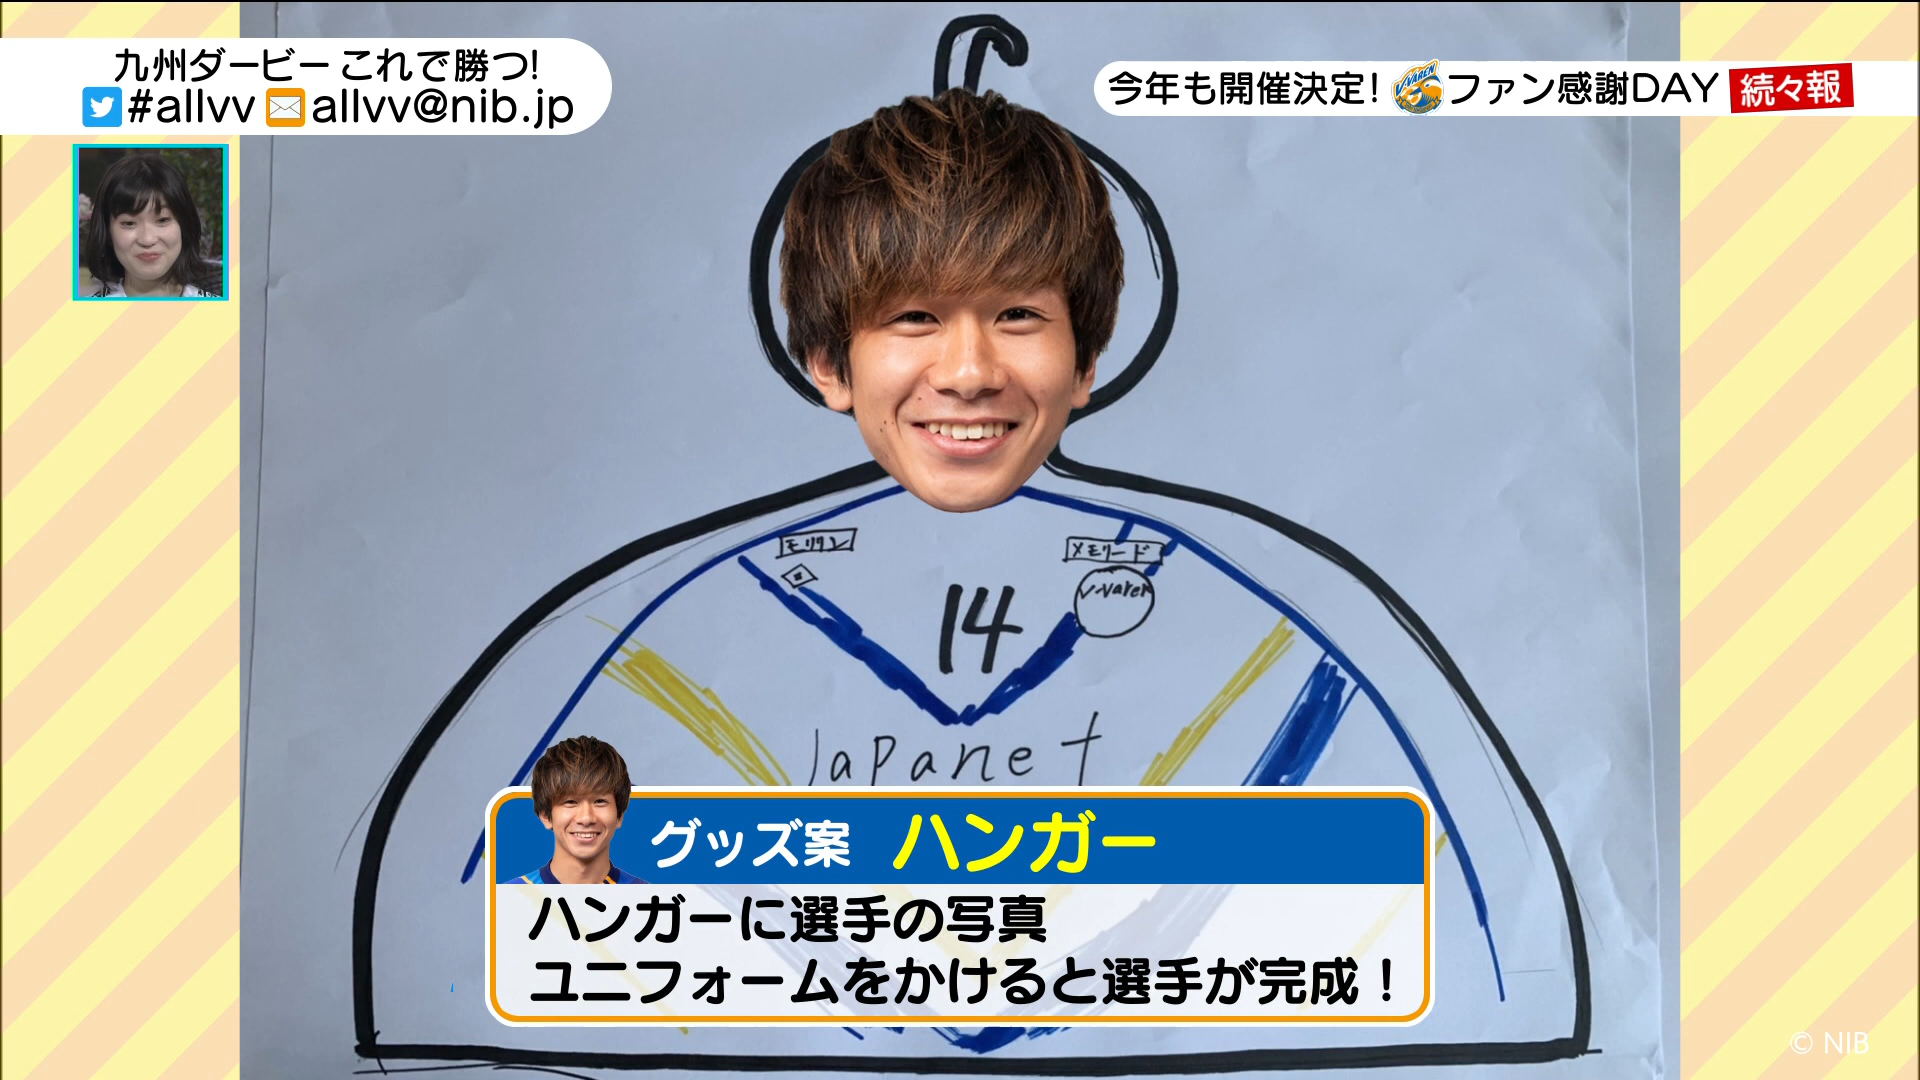 九州ダービー これで勝つ!
#allvv allvv@nib.jp
今年も開催決定! V・VAREN ファン感謝DAY 続々報
モリリン
メモリード
V・Varen
14
Japanet
グッズ案 ハンガー
ハンガーに選手の写真
ユニフォームをかけると選手が完成!
© NIB